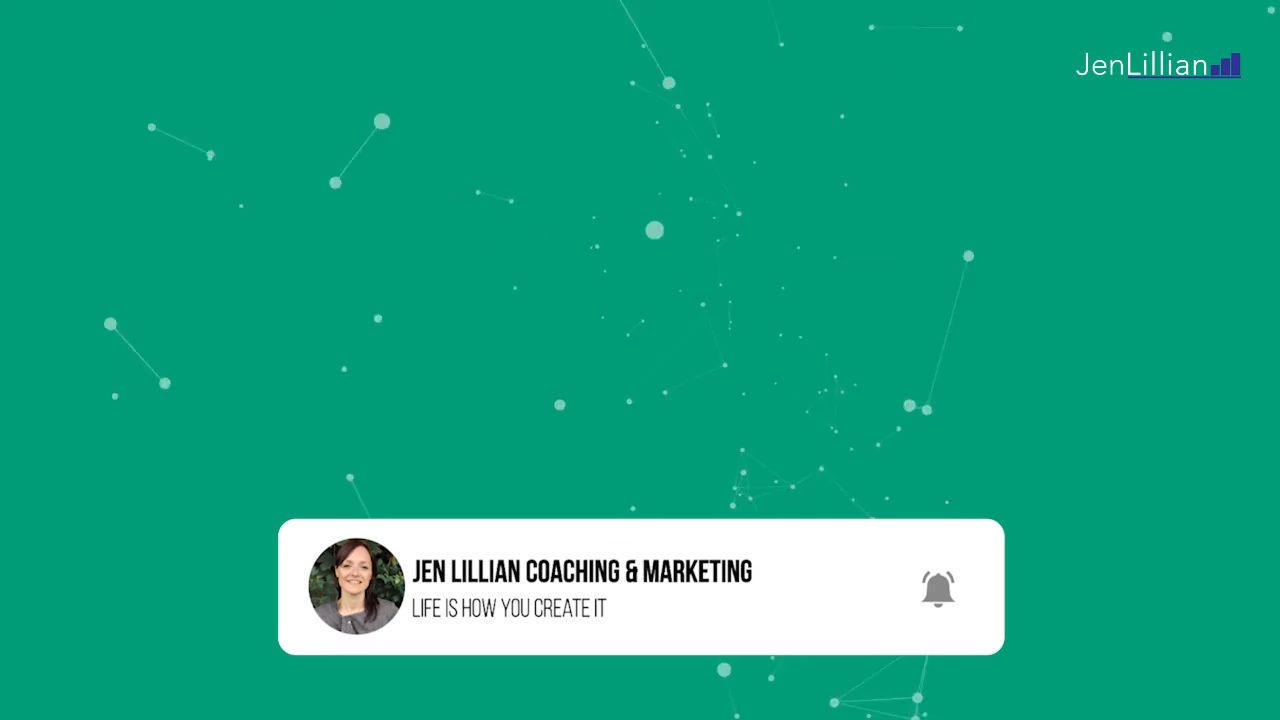 JenLillian
JEN LILLIAN COACHING & MARKETING
LIFE IS HOW YOU CREATE IT